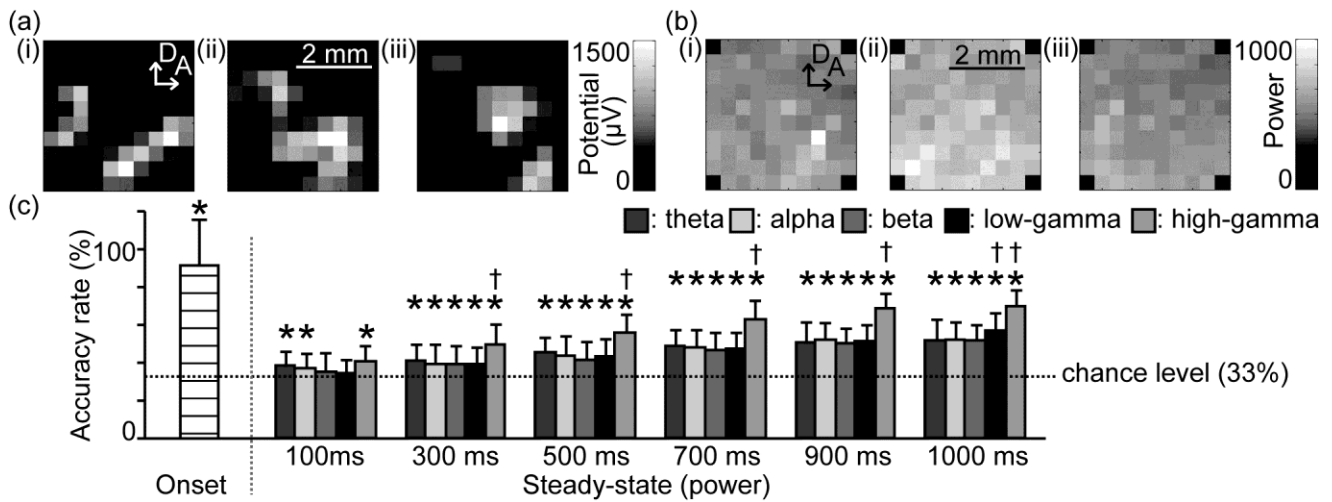 (a)
(i)
D
A
(ii)
2 mm
(iii)
1500
Potential
(µV)
0
(b)
(i)
D
A
(ii)
2 mm
(iii)
1000
Power
0
(c)
: theta : alpha : beta : low-gamma : high-gamma
Accuracy rate (%)
100
0
*
** *
***** †
***** †
***** †
***** †
***** † †
chance level (33%)
100ms 300 ms 500 ms 700 ms 900 ms 1000 ms
Onset Steady-state (power)